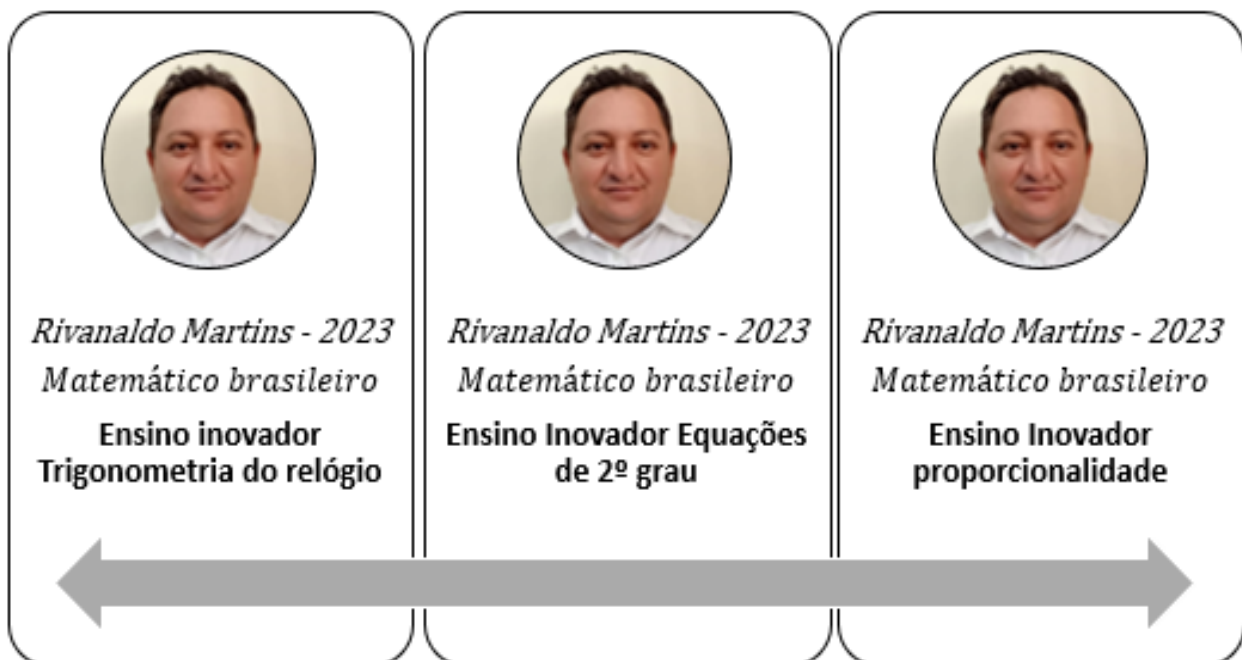 Rivanaldo Martins - 2023
Matemático brasileiro
Ensino inovador
Trigonometria do relógio
Rivanaldo Martins - 2023
Matemático brasileiro
Ensino Inovador Equações
de 2º grau
Rivanaldo Martins - 2023
Matemático brasileiro
Ensino Inovador
proporcionalidade